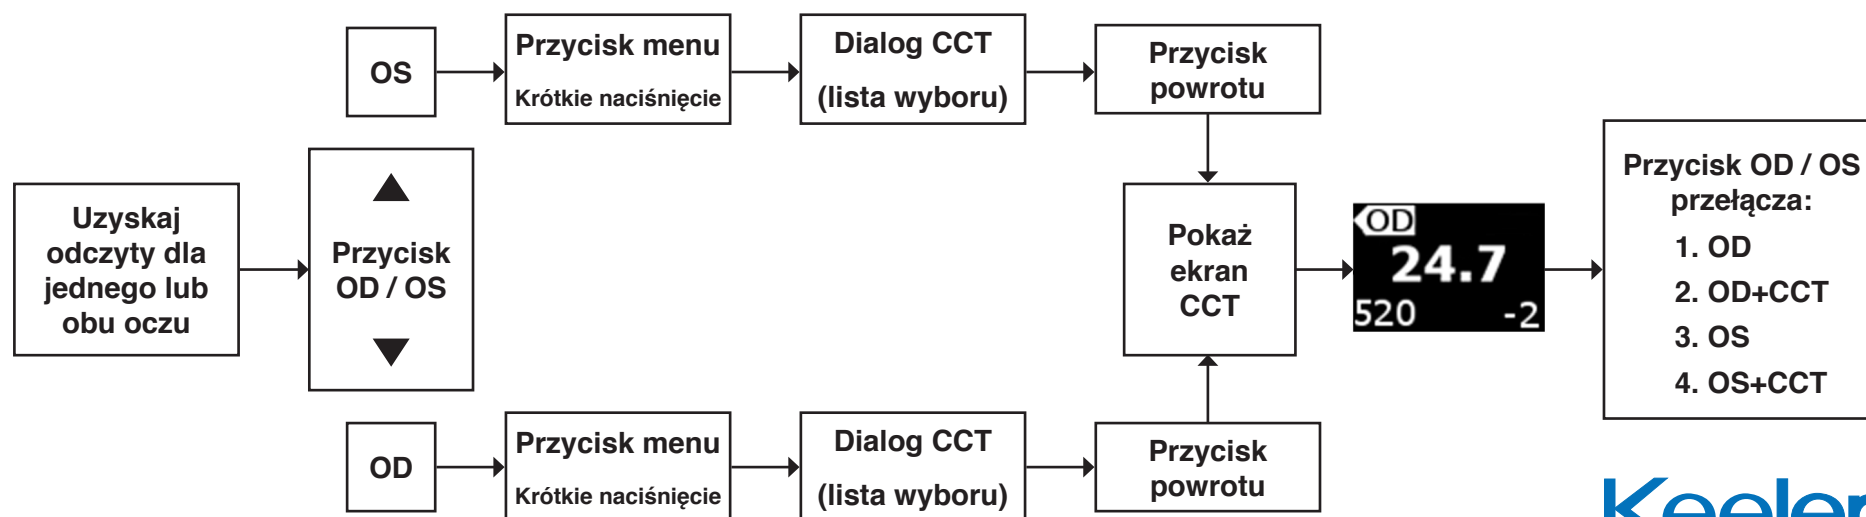 OS
Przycisk menu
Krótkie naciśnięcie
Dialog CCT
(lista wyboru)
Przycisk
powrotu
Uzyskaj
odczyty dla
jednego lub
obu oczu
Przycisk
OD / OS
Pokaż
ekran
CCT
OD
24.7
520 -2
Przycisk OD / OS
przełącza:
1. OD
2. OD+CCT
3. OS
4. OS+CCT
OD
Przycisk menu
Krótkie naciśnięcie
Dialog CCT
(lista wyboru)
Przycisk
powrotu
Keeler